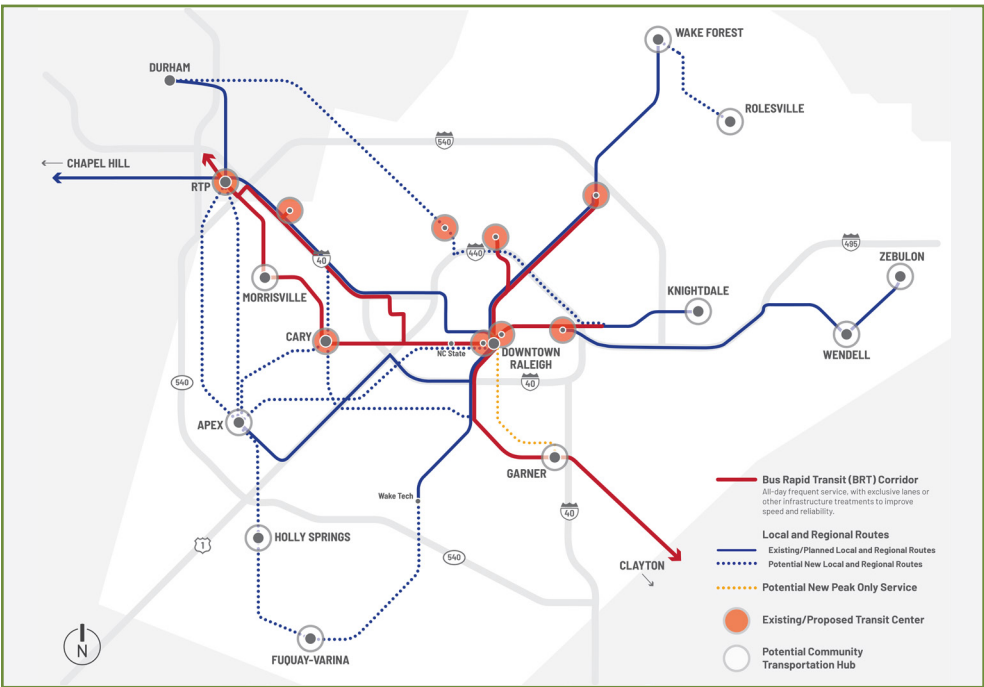 WAKE FOREST
DURHAM
ROLESVILLE
540
CHAPEL HILL
RTP
495
440
ZEBULON
40
MORRISVILLE
KNIGHTDALE
CARY
NC State
DOWNTOWN
RALEIGH
WENDELL
540
40
APEX
GARNER
Wake Tech
40
HOLLY SPRINGS
1
540
CLAYTON
FUQUAY-VARINA
N
Bus Rapid Transit (BRT) Corridor
All-day frequent service, with exclusive lanes or
other infrastructure treatments to improve
speed and reliability.
Local and Regional Routes
Existing/Planned Local and Regional Routes
Potential New Local and Regional Routes
Potential New Peak Only Service
Existing/Proposed Transit Center
Potential Community
Transportation Hub